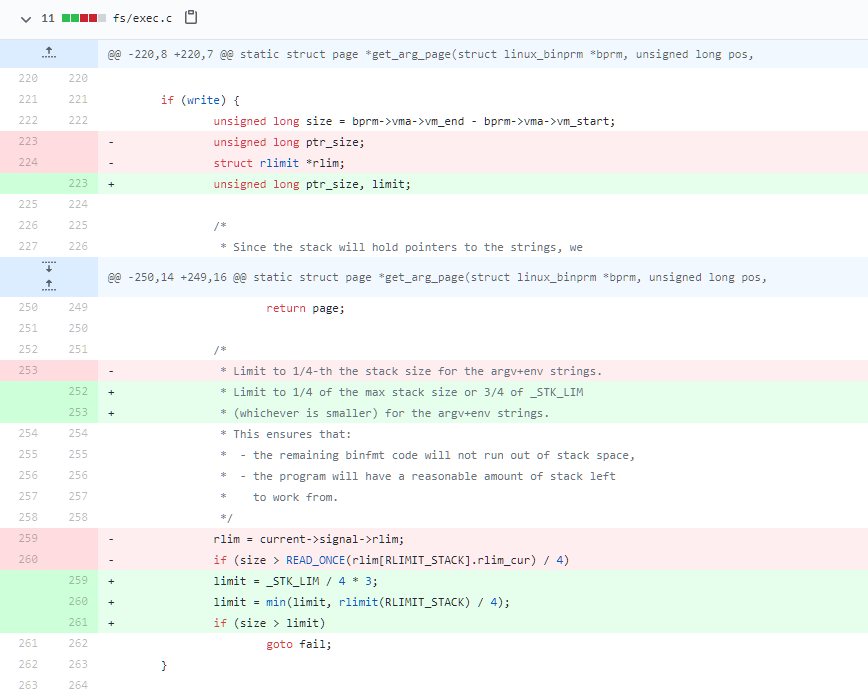 11 fs/exec.c
@@ -220,8 +220,7 @@ static struct page *get_arg_page(struct linux_binprm *bprm, unsigned long pos,
220 220
221 221 if (write) {
222 222 unsigned long size = bprm->vma->vm_end - bprm->vma->vm_start;
223 - unsigned long ptr_size;
224 - struct rlimit *rlim;
223 + unsigned long ptr_size, limit;
225 224
226 225 /*
227 226 * Since the stack will hold pointers to the strings, we
@@ -250,14 +249,16 @@ static struct page *get_arg_page(struct linux_binprm *bprm, unsigned long pos,
250 249 return page;
251 250
252 251 /*
253 - * Limit to 1/4-th the stack size for the argv+env strings.
252 + * Limit to 1/4 of the max stack size or 3/4 of _STK_LIM
253 + * (whichever is smaller) for the argv+env strings.
254 254 * This ensures that:
255 255 * - the remaining binfmt code will not run out of stack space,
256 256 * - the program will have a reasonable amount of stack left
257 257 * to work from.
258 258 */
259 - rlim = current->signal->rlim;
260 - if (size > READ_ONCE(rlim[RLIMIT_STACK].rlim_cur) / 4)
259 + limit = _STK_LIM / 4 * 3;
260 + limit = min(limit, rlimit(RLIMIT_STACK) / 4);
261 + if (size > limit)
261 262 goto fail;
262 263 }
263 264